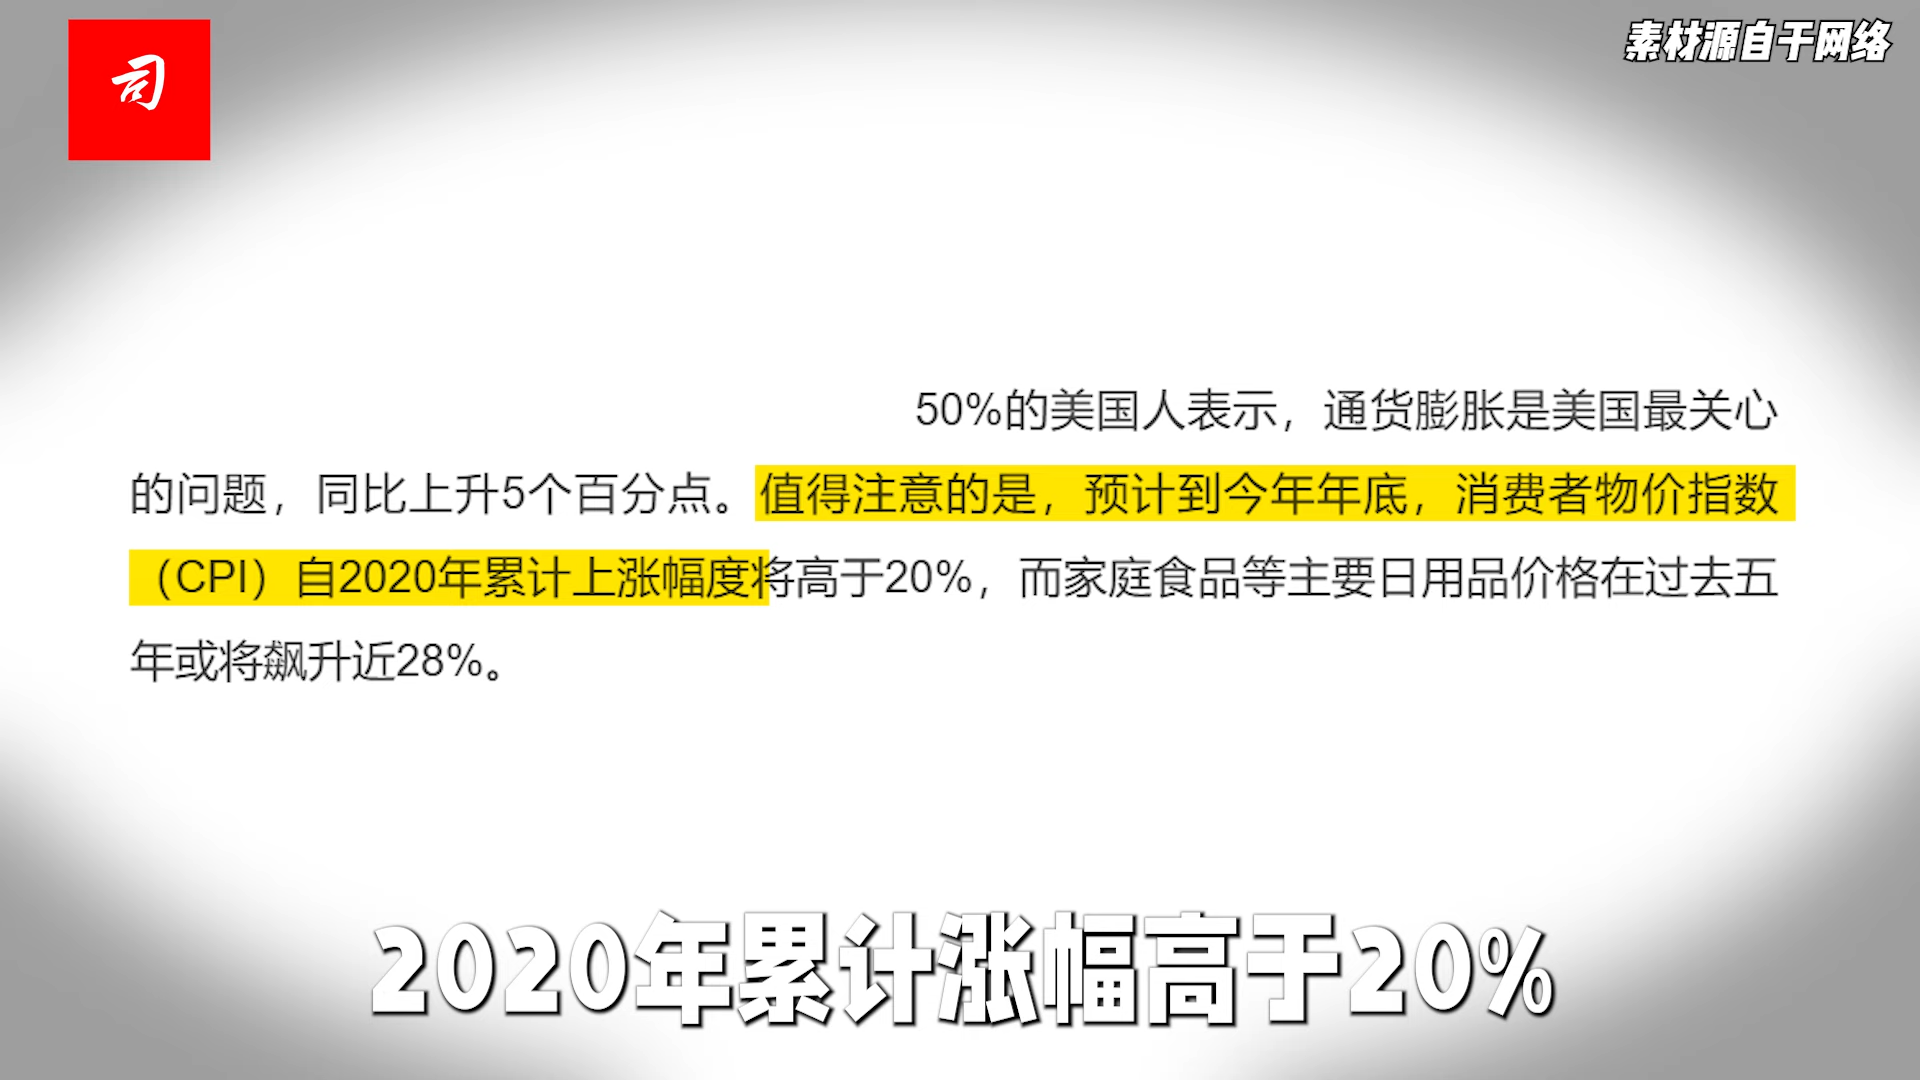 司
素材源自于网络
50%的美国人表示，通货膨胀是美国最关心
的问题，同比上升5个百分点。值得注意的是，预计到今年年底，消费者物价指数
（CPI）自2020年累计上涨幅度将高于20%，而家庭食品等主要日用品价格在过去五
年或将飙升近28%。
2020年累计涨幅高于20%